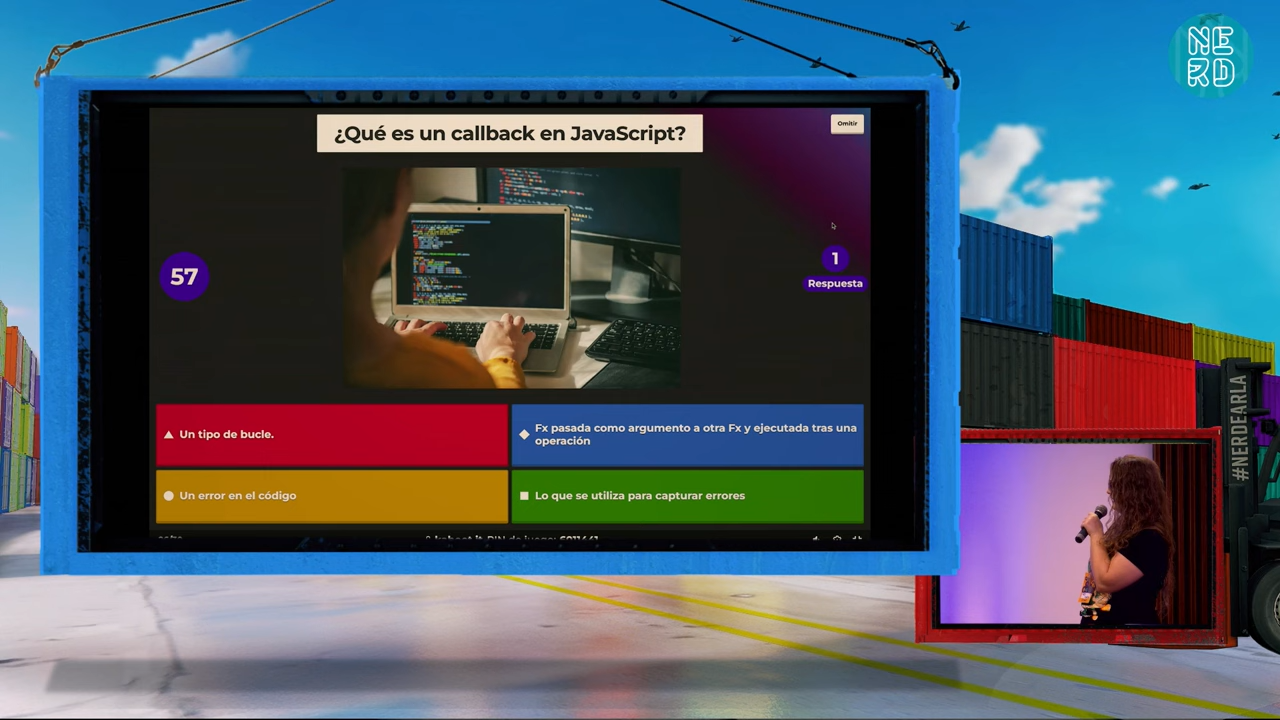 NE
RD
¿Qué es un callback en JavaScript?
Omitir
57
1
Respuesta
Un tipo de bucle.
Fx pasada como argumento a otra Fx y ejecutada tras una
operación
Un error en el código
Lo que se utiliza para capturar errores
#NERDEARLA